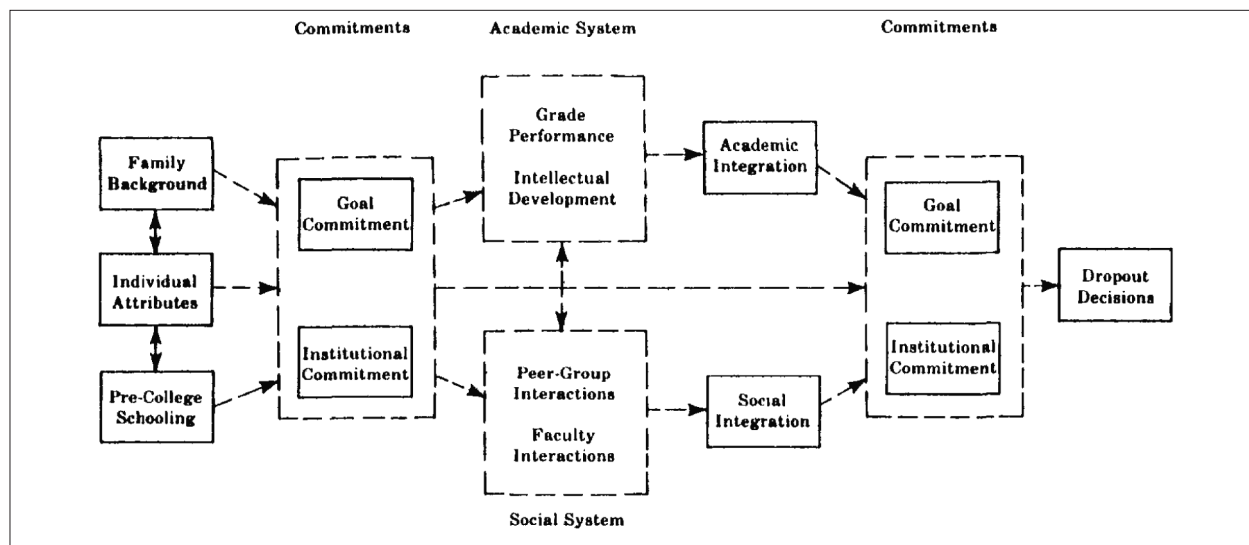 Commitments
Academic System
Commitments
Family
Background
Individual
Attributes
Pre-College
Schooling
Goal
Commitment
Institutional
Commitment
Grade
Performance
Intellectual
Development
Peer-Group
Interactions
Faculty
Interactions
Social System
Academic
Integration
Social
Integration
Goal
Commitment
Institutional
Commitment
Dropout
Decisions